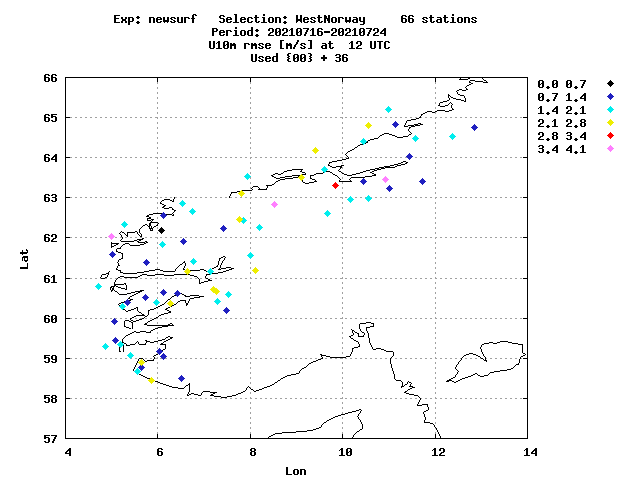 Exp: newsurf   Selection: WestNorway     66 stations
Period: 20210716-20210724
U10m rmse [m/s] at  12 UTC
Used {00} + 36
66
65
64
63
62
61
60
59
58
57
Lat
4 6 8 10 12 14
Lon
0.0 0.7
0.7 1.4
1.4 2.1
2.1 2.8
2.8 3.4
3.4 4.1